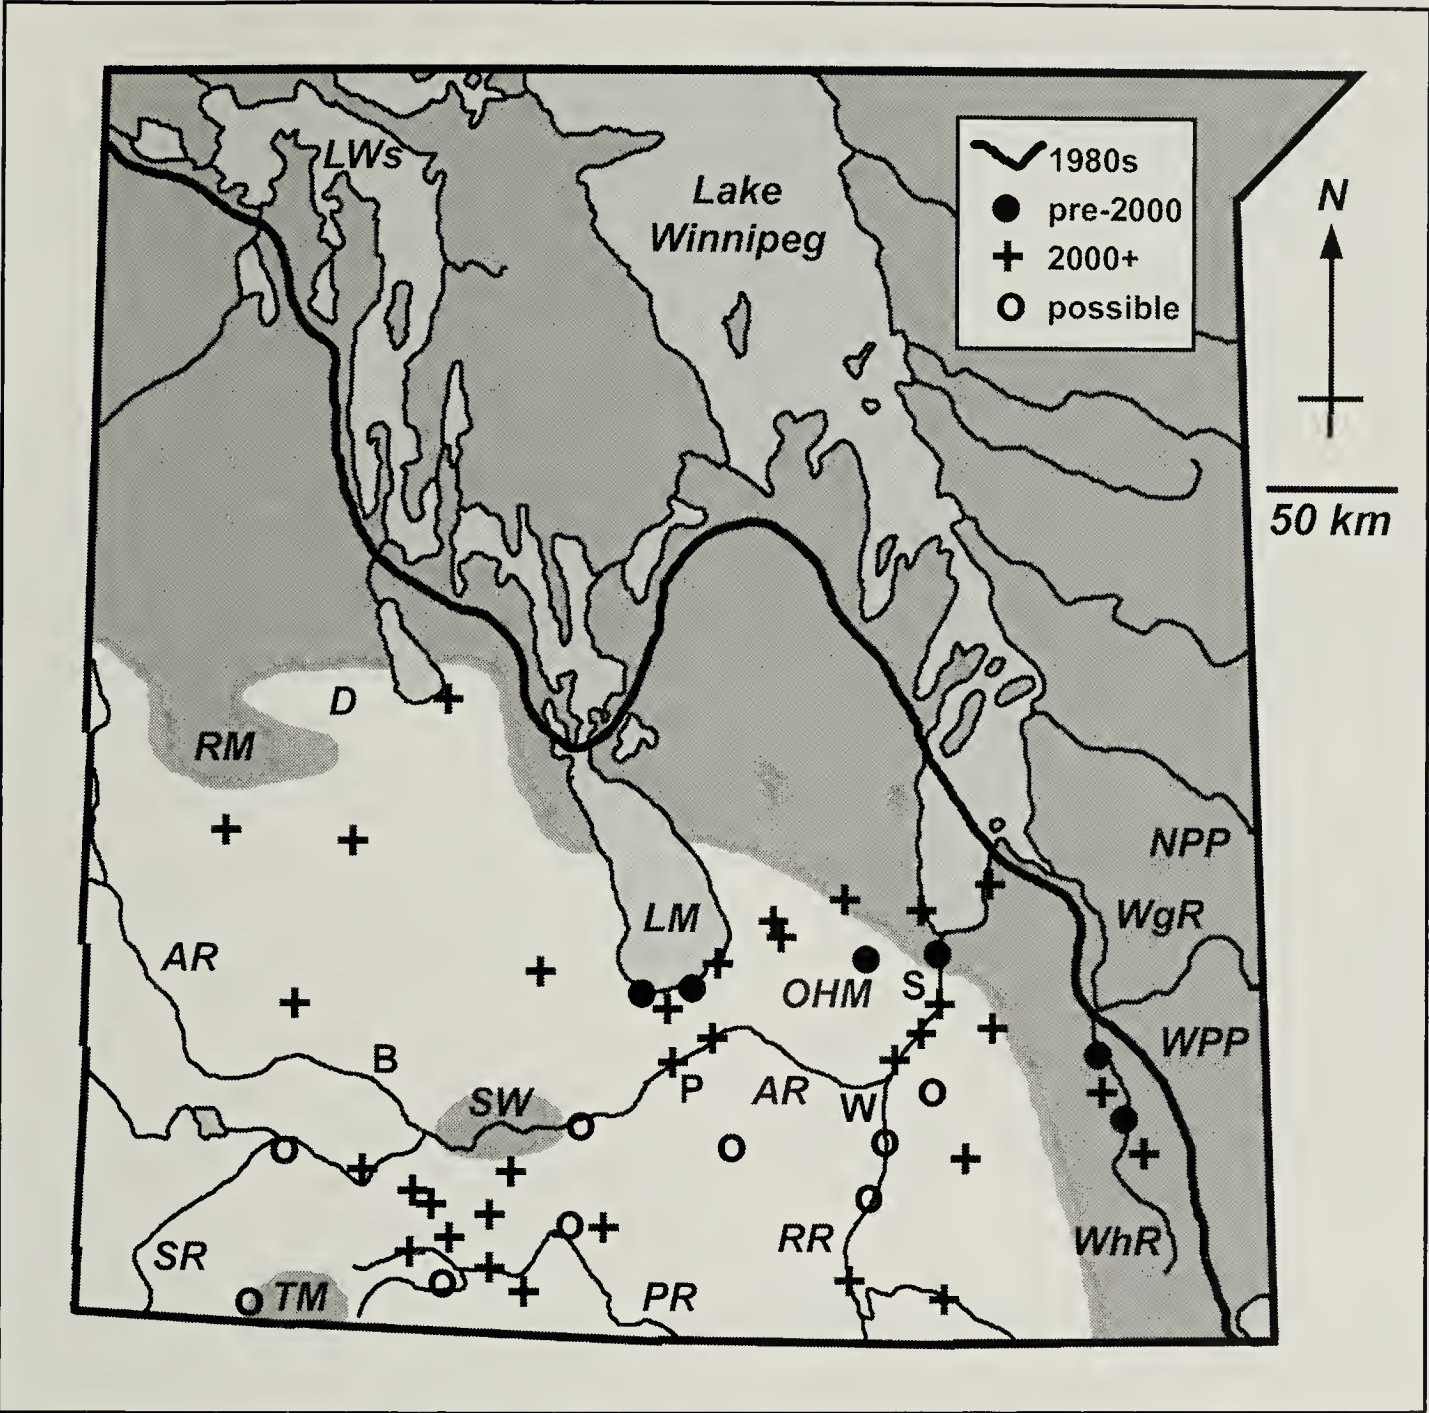 LWs
Lake
Winnipeg
1980s
pre-2000
2000+
possible
N
50 km
D
RM
NPP
WgR
LM
AR
OHM
S
WPP
B
SW
P
AR
W
SR
RR
WhR
TM
PR